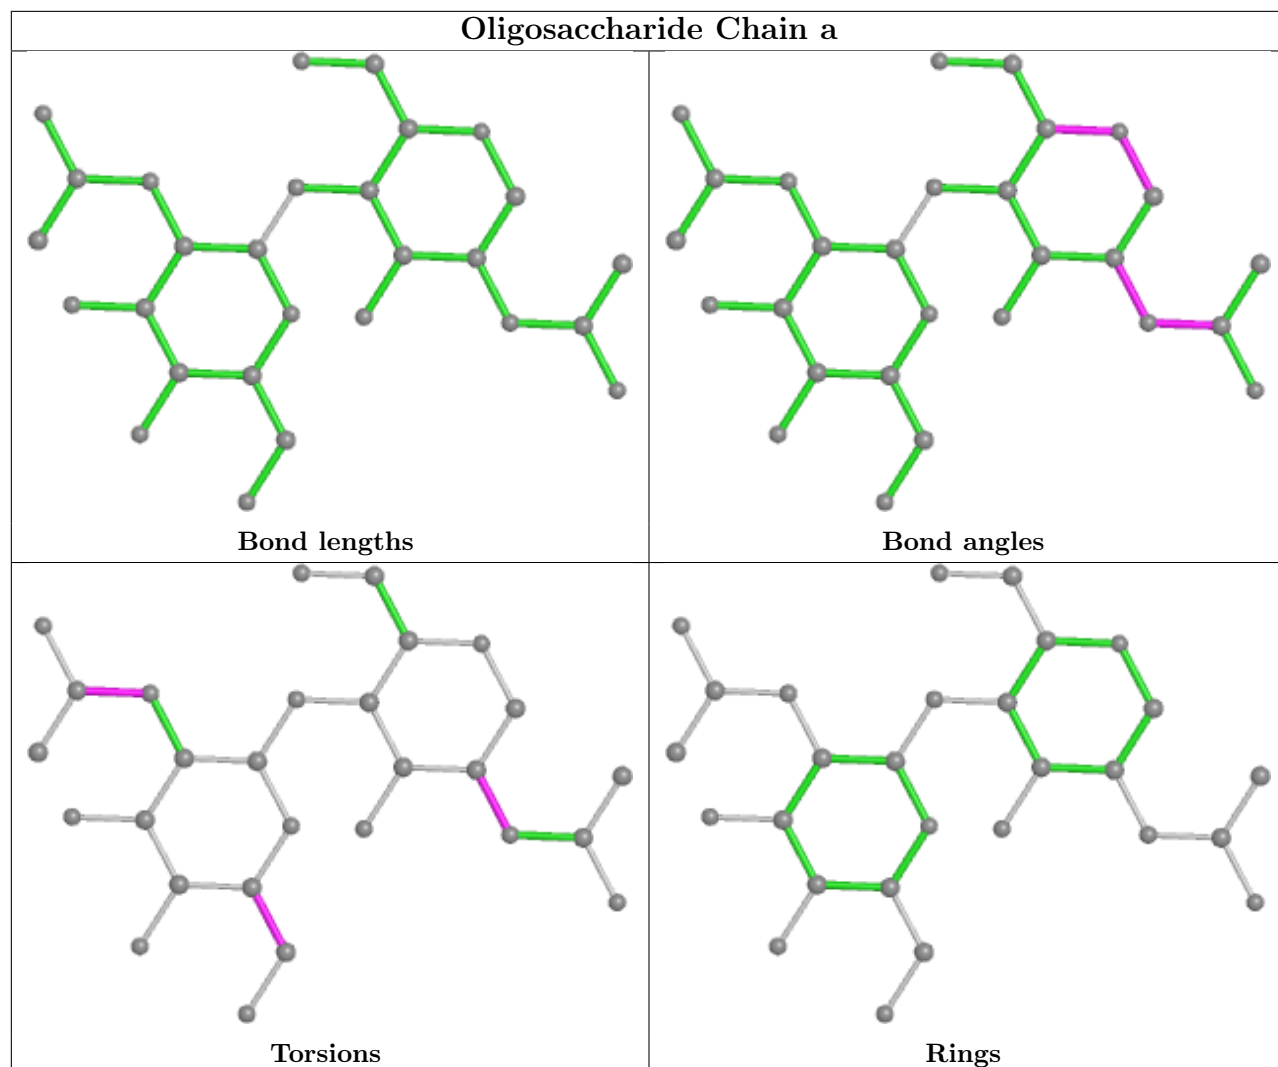 Oligosaccharide Chain a
Bond lengths
Bond angles
Torsions
Rings